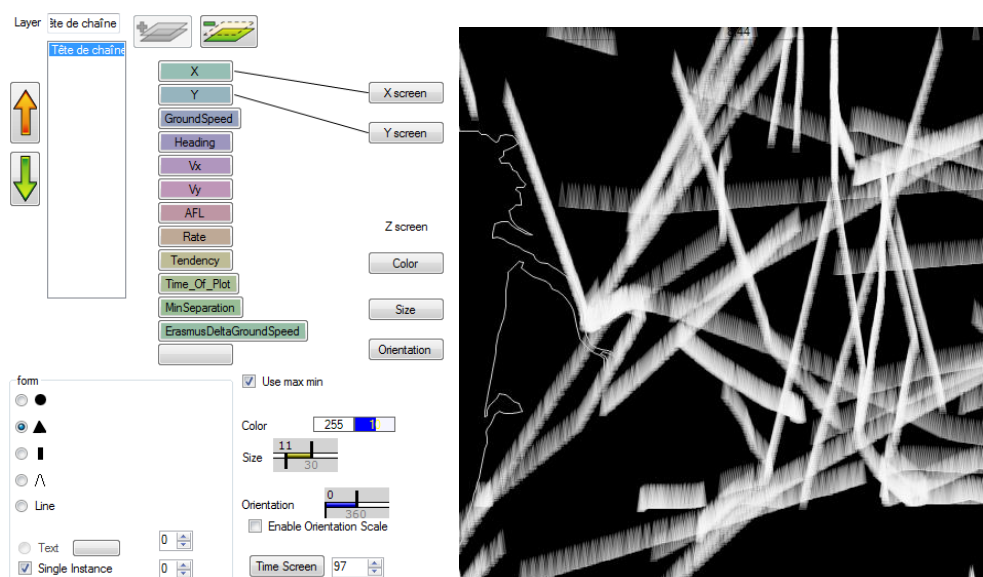 Layer ête de chaîne
Tête de chaîne
X
Y
GroundSpeed
Heading
Vx
Vy
AFL
Rate
Tendency
Time_Of_Plot
MinSeparation
ErasmusDeltaGroundSpeed
X screen
Y screen
Z screen
Color
Size
Orientation
form
Line
Text 0
Single Instance 0
Use max min
Color 255
Size 11
30
Orientation 0
360
Enable Orientation Scale
Time Screen 97